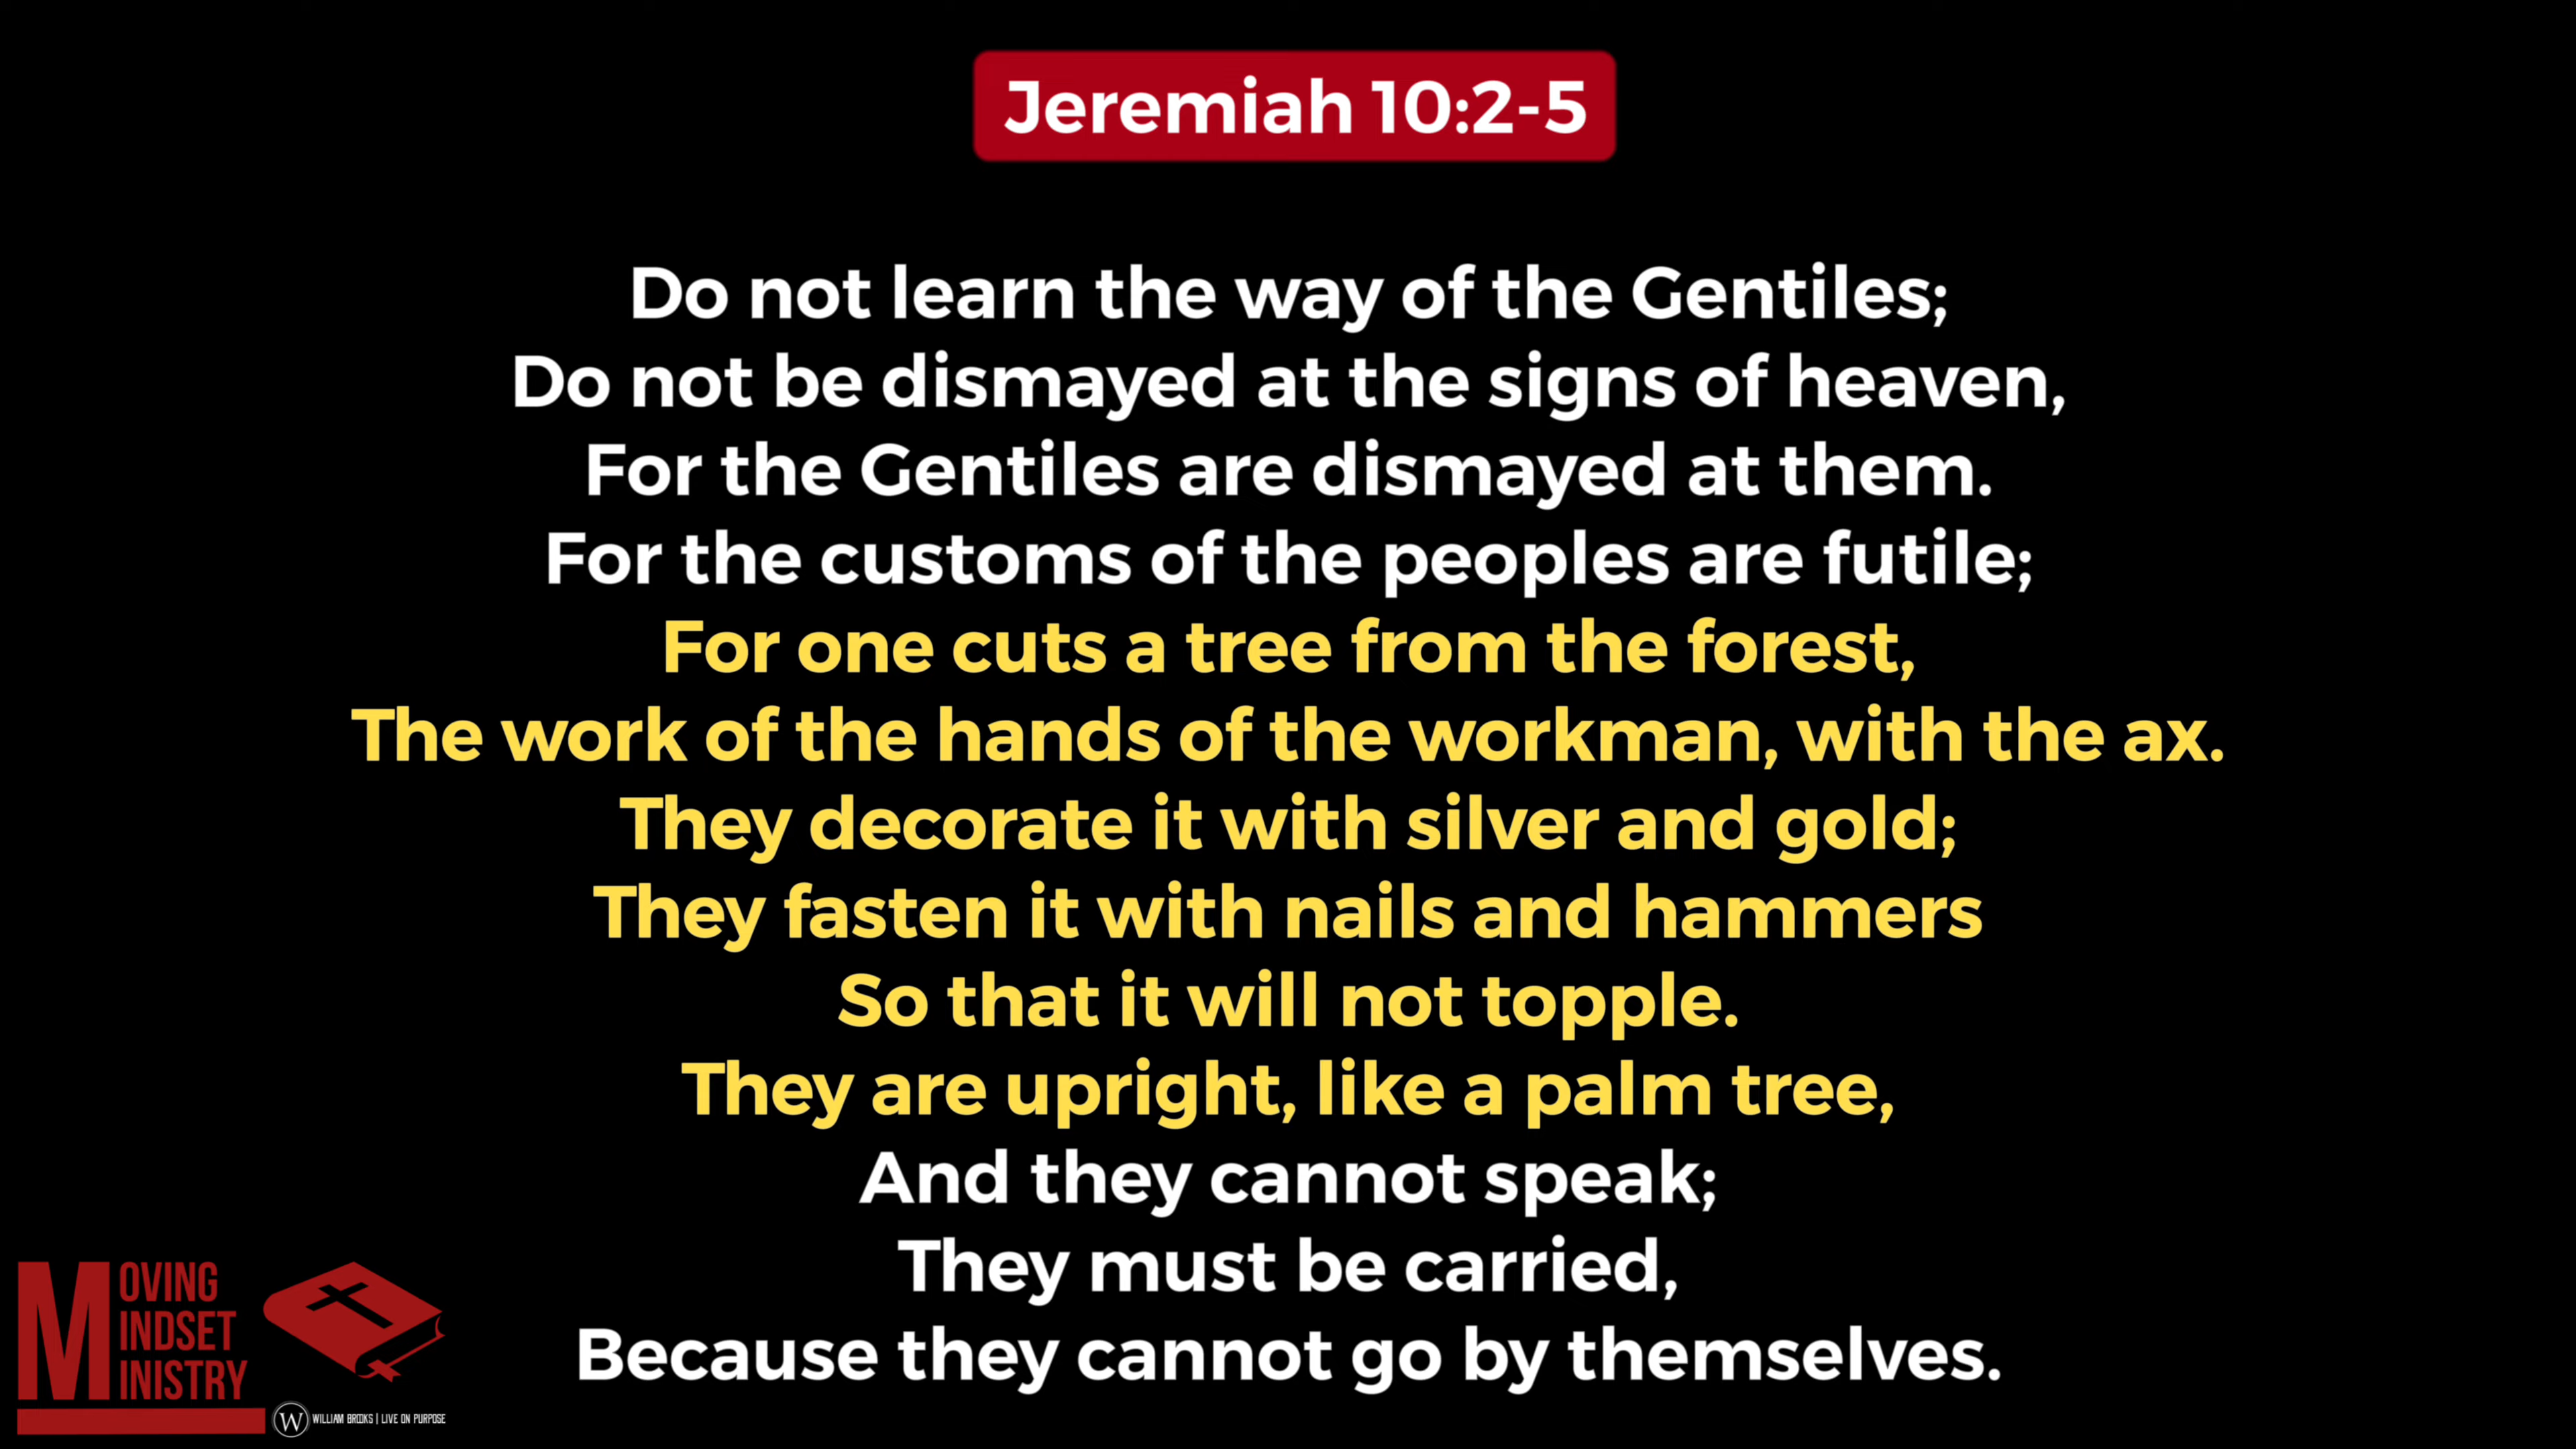 Jeremiah 10:2-5
Do not learn the way of the Gentiles;
Do not be dismayed at the signs of heaven,
For the Gentiles are dismayed at them.
For the customs of the peoples are futile;
For one cuts a tree from the forest,
The work of the hands of the workman, with the ax.
They decorate it with silver and gold;
They fasten it with nails and hammers
So that it will not topple.
They are upright, like a palm tree,
And they cannot speak;
They must be carried,
Because they cannot go by themselves.
MOVING
MINDSET
MINISTRY
W WILLIAM BROOKS | LIVE ON PURPOSE